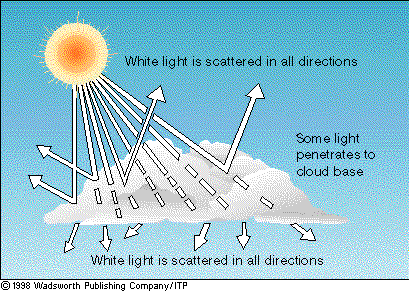 White light is scattered in all directions
Some light
penetrates to
cloud base
White light is scattered in all directions
©1998 Wadsworth Publishing Company/ITP